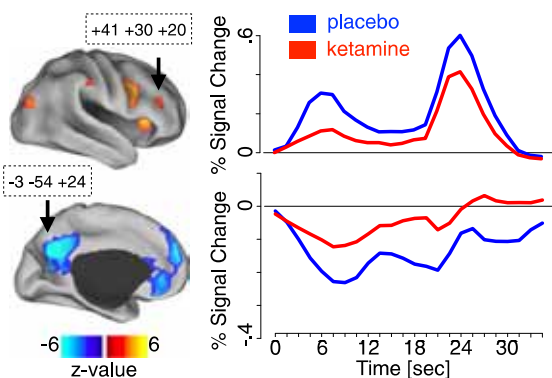 +41 +30 +20
-3 -54 +24
-6 6
z-value
placebo
ketamine
.6
% Signal Change
0
0
% Signal Change
-.4
0 6 12 18 24 30
Time [sec]